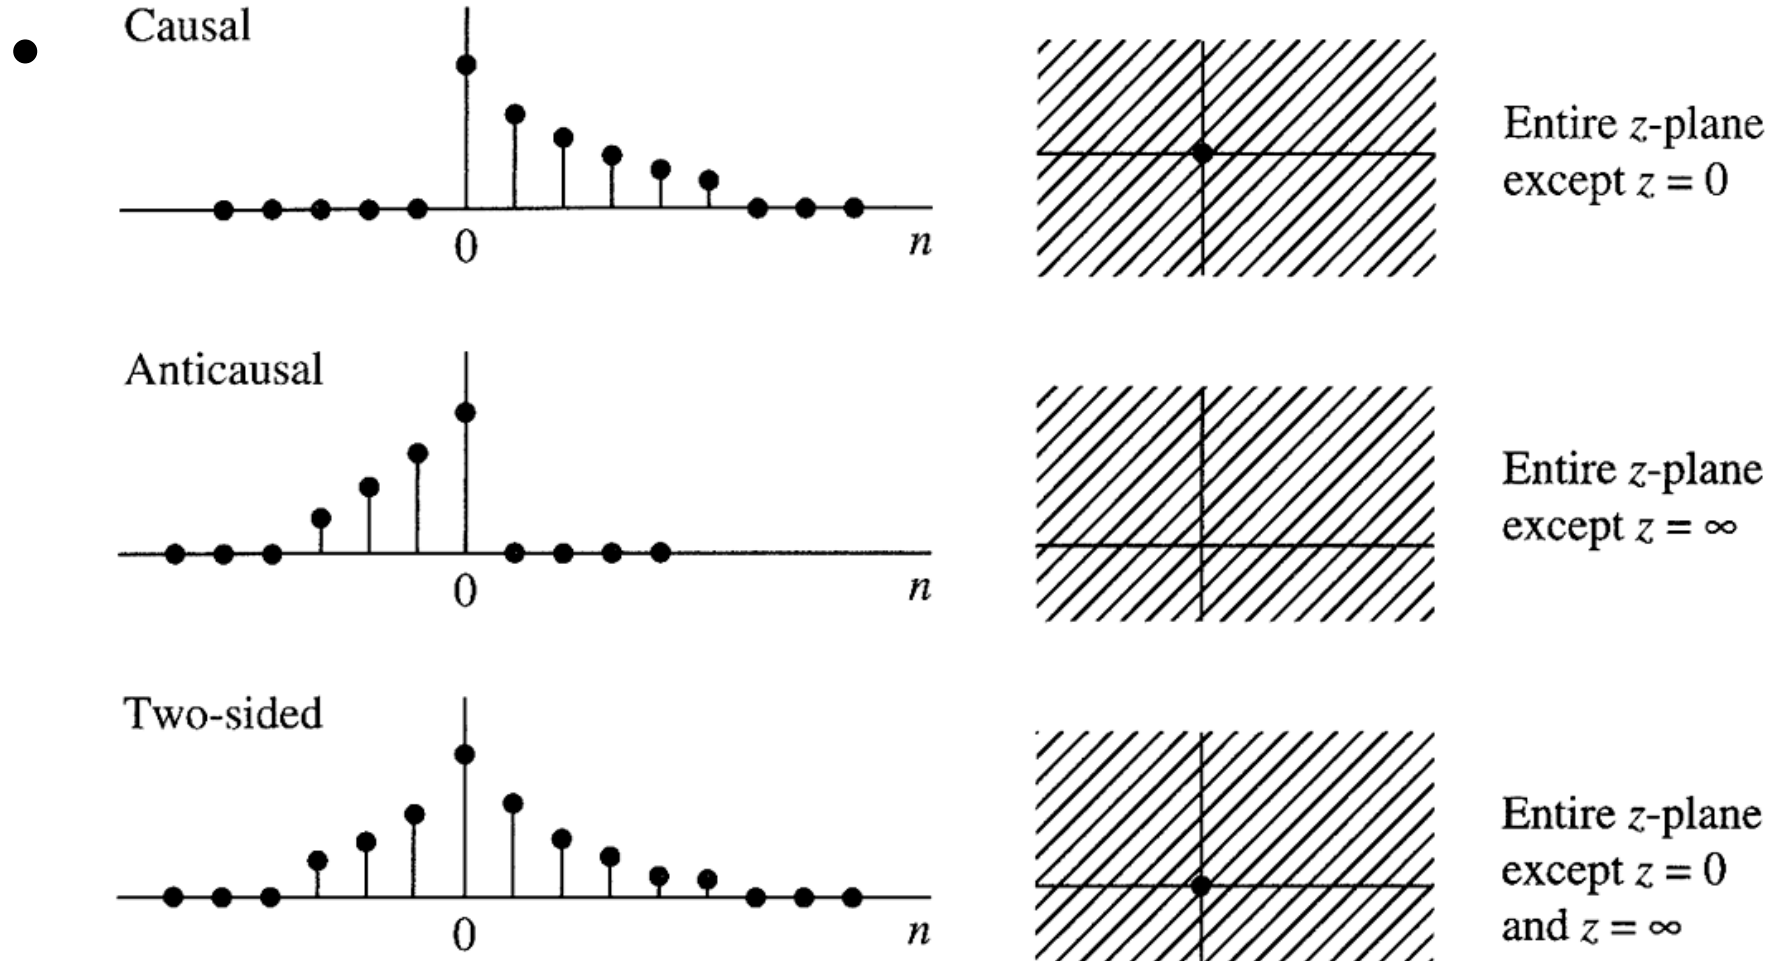 Causal
Entire z-plane
except z = 0
0
n
Anticausal
Entire z-plane
except z = ∞
0
n
Two-sided
Entire z-plane
except z = 0
and z = ∞
0
n